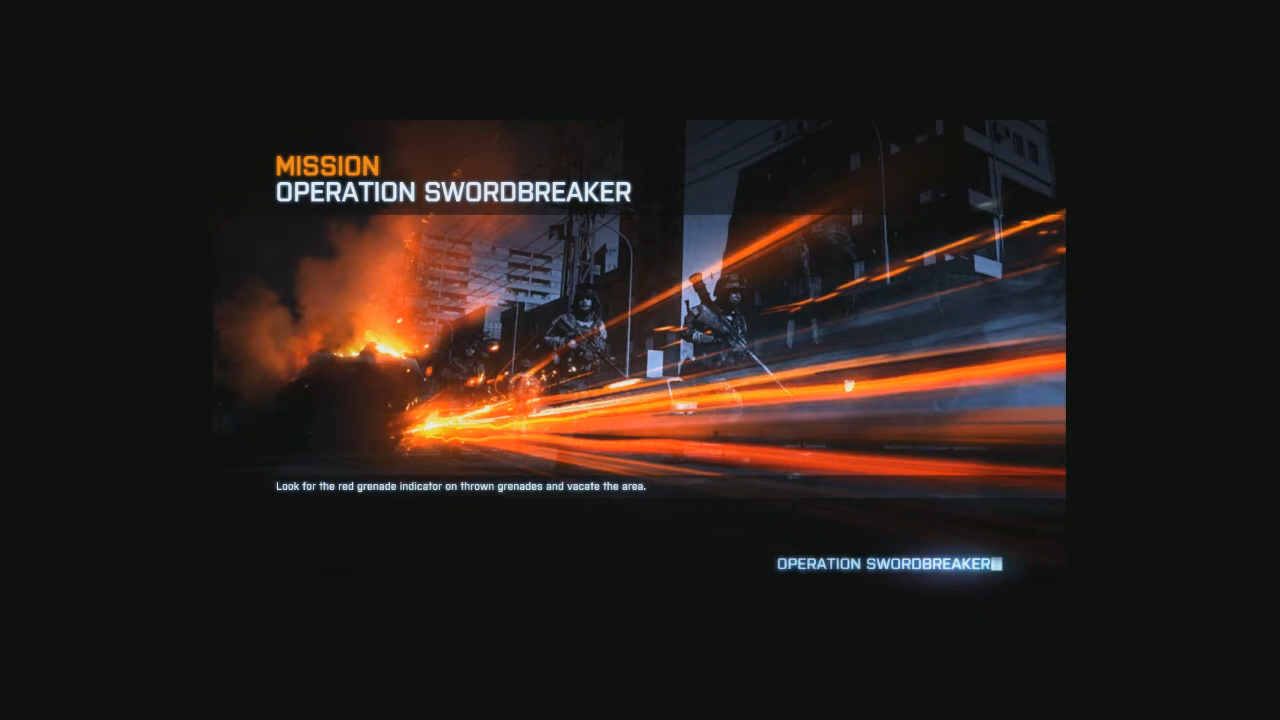 MISSION
OPERATION SWORDBREAKER
Look for the red grenade indicator on thrown grenades and vacate the area.
OPERATION SWORDBREAKER